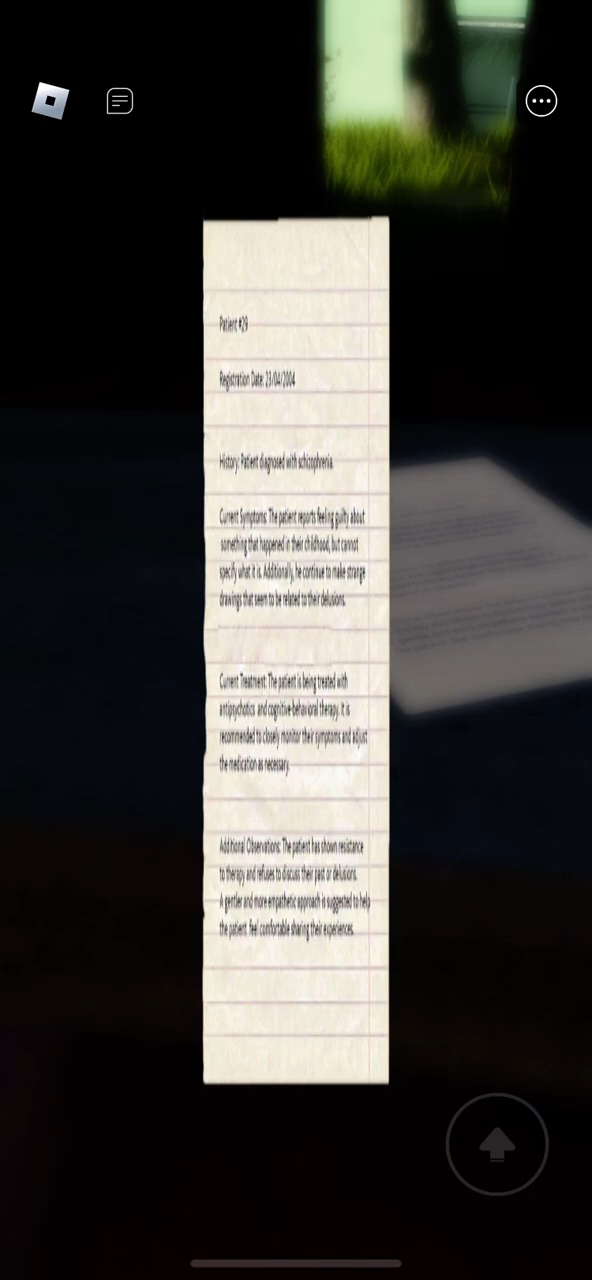 Patient #29
Registration Date: 23/04/2004
History: Patient diagnosed with schizophrenia.
Current Symptoms: The patient reports feeling guilty about
something that happened in their childhood, but cannot
specify what it is. Additionally, he continue to make strange
drawings that seem to be related to their delusions.
Current Treatment: The patient is being treated with
antipsychotics and cognitive-behavioral therapy. It is
recommended to closely monitor their symptoms and adjust
the medication as necessary.
Additional Observations: The patient has shown resistance
to therapy and refuses to discuss their past or delusions.
A gentler and more empathetic approach is suggested to help
the patient feel comfortable sharing their experiences.